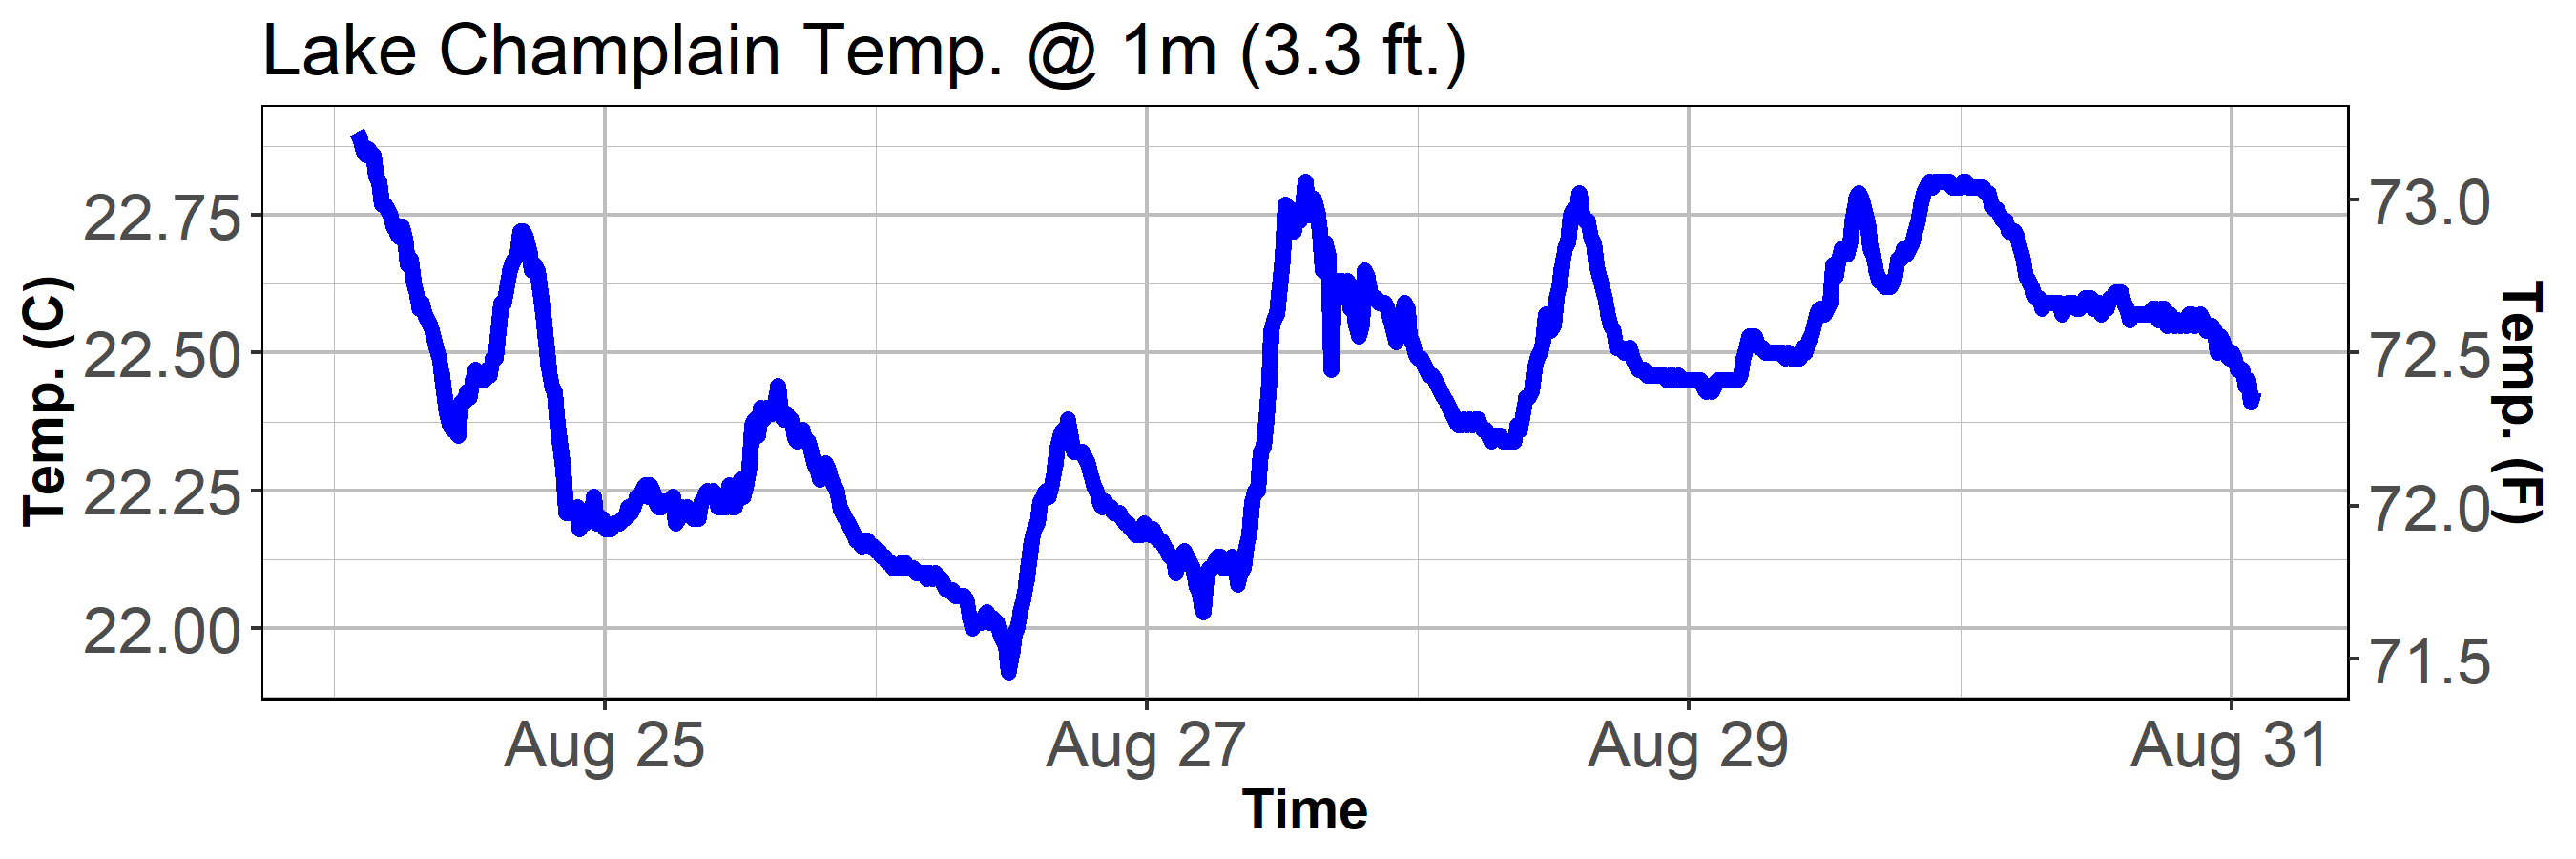 Lake Champlain Temp. @ 1m (3.3 ft.)
Temp. (C)
22.75
22.50
22.25
22.00
73.0
72.5
72.0
71.5
Temp. (F)
Aug 25
Aug 27
Aug 29
Aug 31
Time